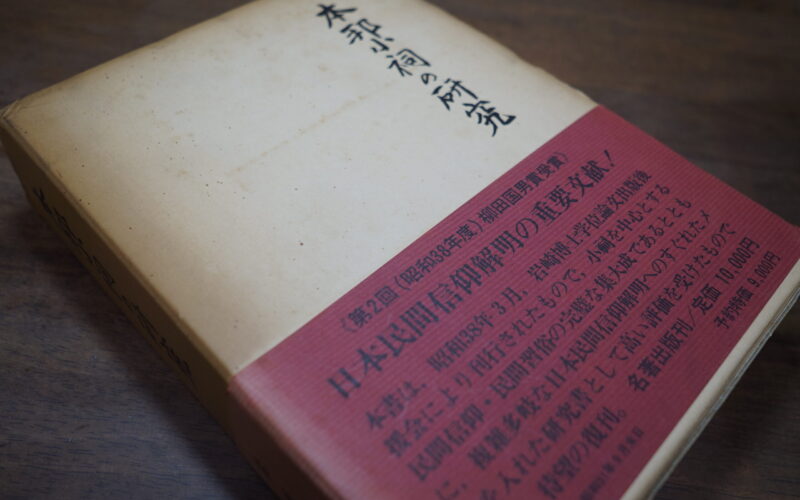 本邦小祠の研究
《第2回(昭和38年度)柳田国男賞受賞》
日本民間信仰解明の重要文献!
本書は、昭和38年3月、岩崎博士学位論文出版後
援会により刊行されたもので、小祠を中心とする
民間信仰・民間習俗の完璧な集大成であるととも
に、複雑多岐な日本民間信仰解明へのすぐれたメ
を入れた研究書として高い評価を受けたもので
待望の復刊。
名著出版刊/定価 10,000円
予約特価 9,000円